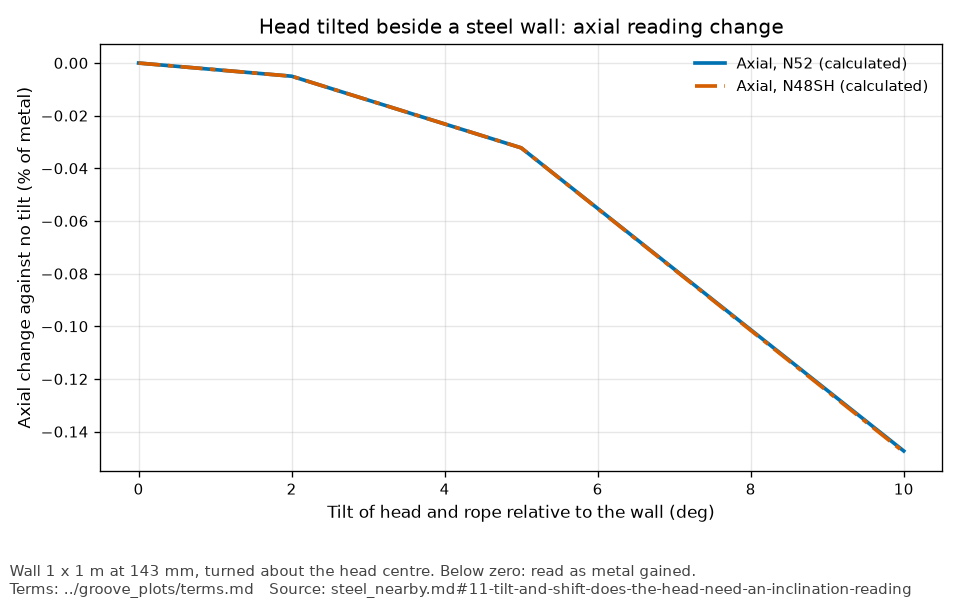 Head tilted beside a steel wall: axial reading change
Axial change against no tilt (% of metal)
0.00
−0.02
−0.04
−0.06
−0.08
−0.10
−0.12
−0.14
Axial, N52 (calculated)
Axial, N48SH (calculated)
0 2 4 6 8 10
Tilt of head and rope relative to the wall (deg)
Wall 1 x 1 m at 143 mm, turned about the head centre. Below zero: read as metal gained.
Terms: ../groove_plots/terms.md Source: steel_nearby.md#11-tilt-and-shift-does-the-head-need-an-inclination-reading